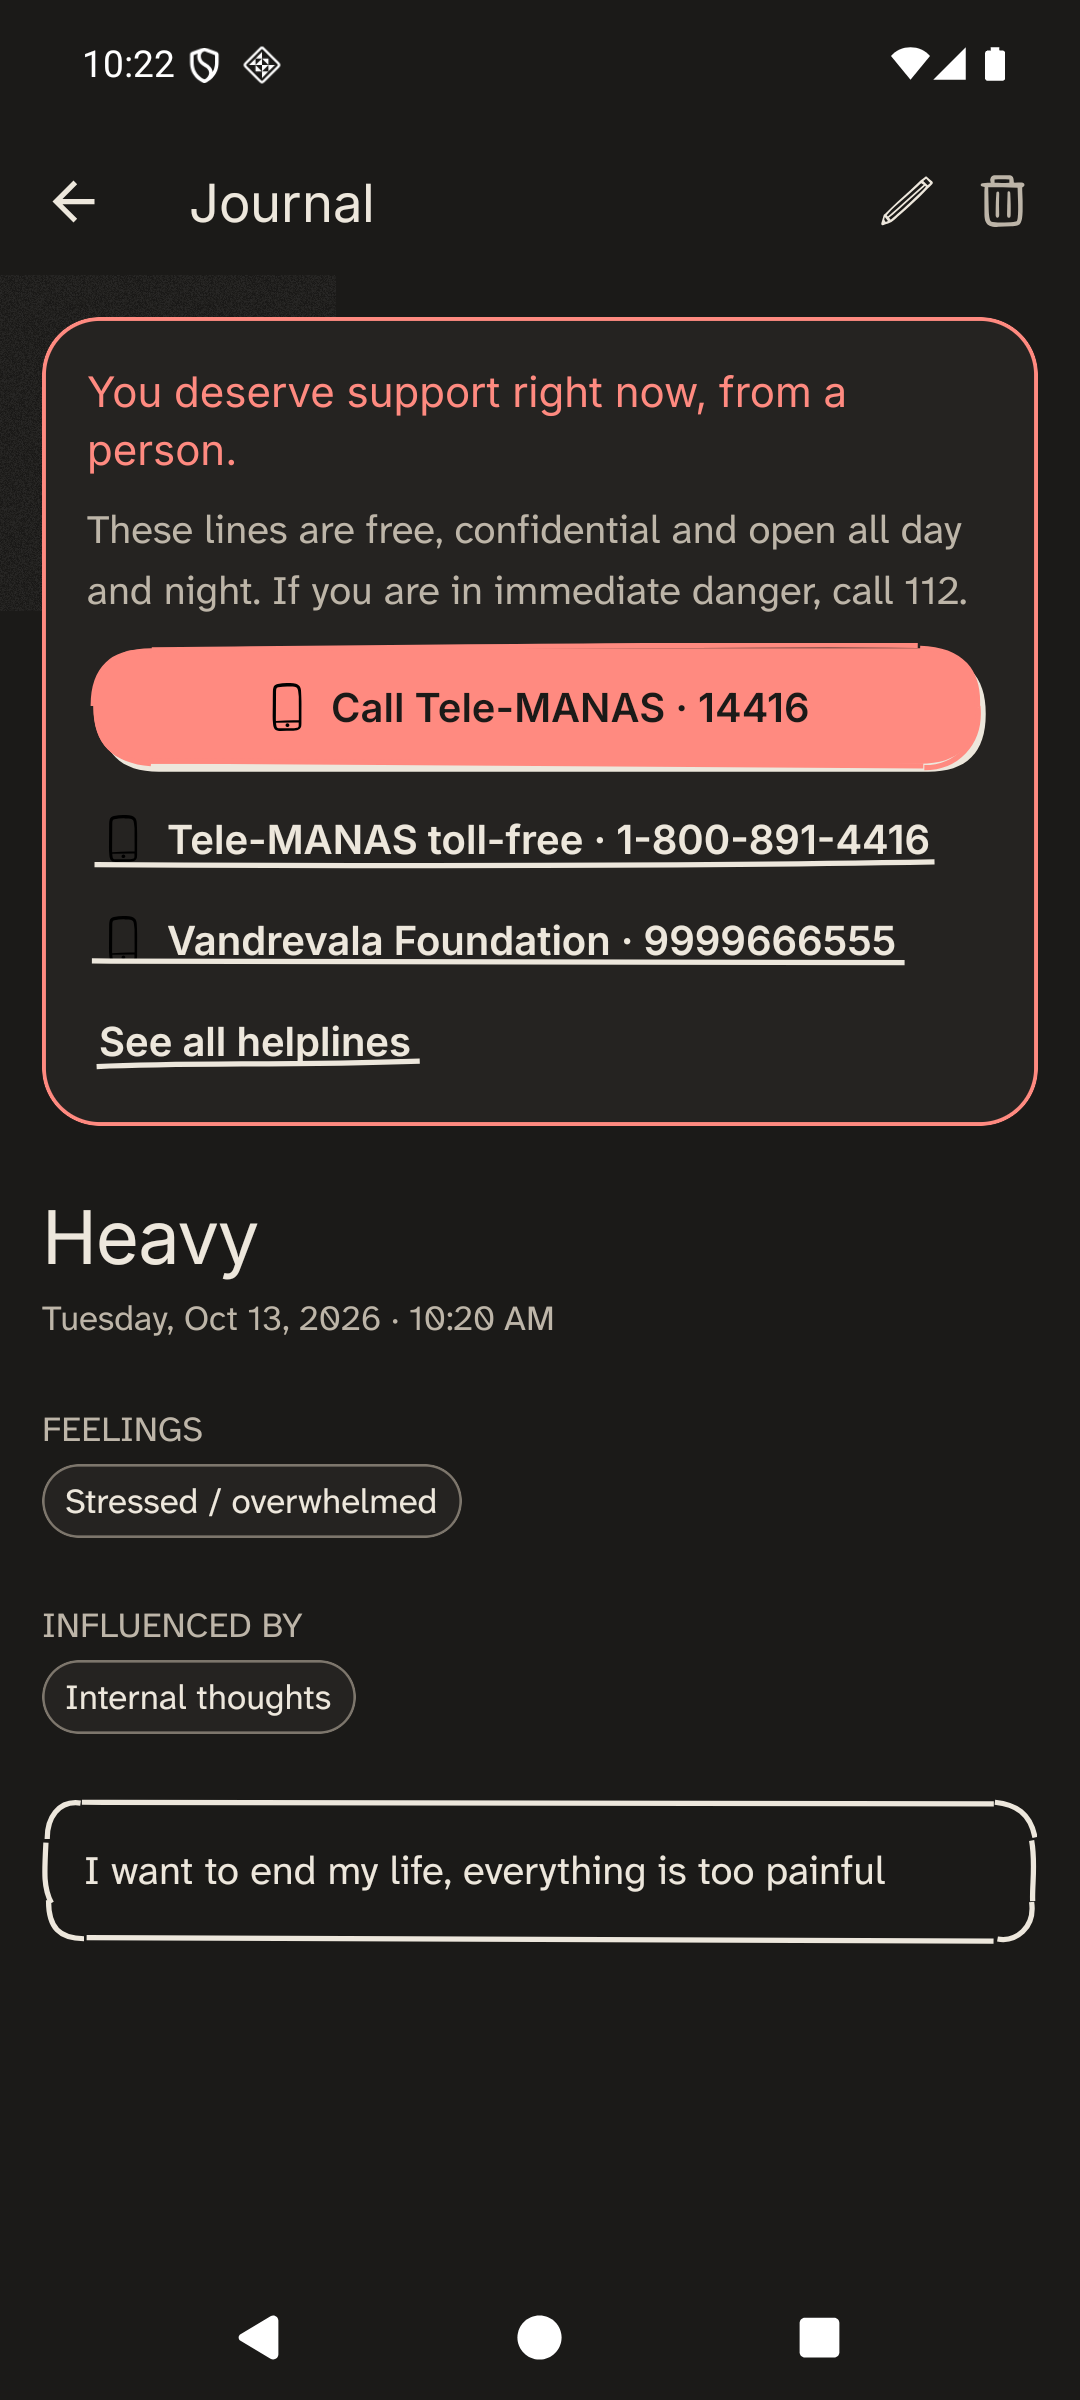 10:22
Journal
You deserve support right now, from a
person.
These lines are free, confidential and open all day
and night. If you are in immediate danger, call 112.
Call Tele-MANAS · 14416
Tele-MANAS toll-free · 1-800-891-4416
Vandrevala Foundation · 9999666555
See all helplines
Heavy
Tuesday, Oct 13, 2026 · 10:20 AM
FEELINGS
Stressed / overwhelmed
INFLUENCED BY
Internal thoughts
I want to end my life, everything is too painful